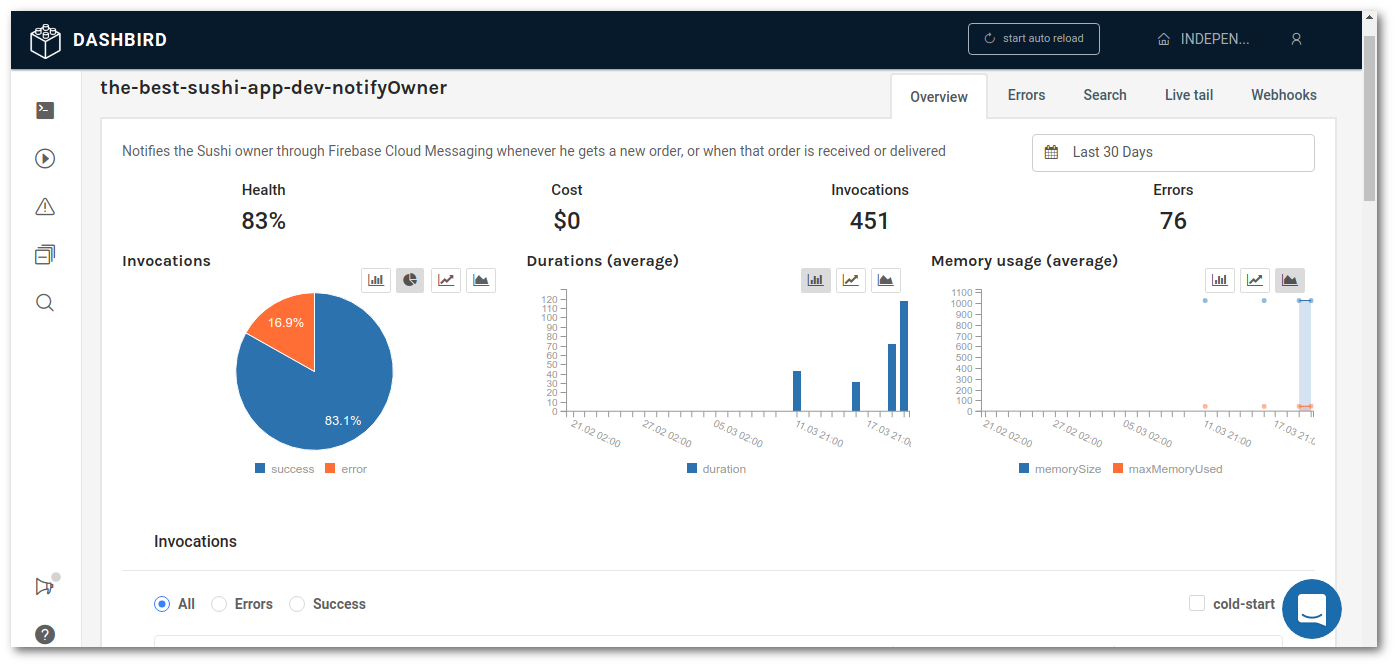 DASHBIRD
start auto reload
INDEPEN...
the-best-sushi-app-dev-notifyOwner
Overview
Errors
Search
Live tail
Webhooks
Notifies the Sushi owner through Firebase Cloud Messaging whenever he gets a new order, or when that order is received or delivered
Last 30 Days
Health
Cost
Invocations
Errors
83%
$0
451
76
Invocations
16.9%
83.1%
success
error
Durations (average)
120
110
100
90
80
70
60
50
40
30
20
10
0
21.02 02:00
27.02 02:00
05.03 02:00
11.03 21:00
17.03 21:0
duration
Memory usage (average)
1100
1000
900
800
700
600
500
400
300
200
100
0
21.02 02:00
27.02 02:00
05.03 02:00
11.03 21:00
17.03 21:0
memorySize
maxMemoryUsed
Invocations
All
Errors
Success
cold-start
?